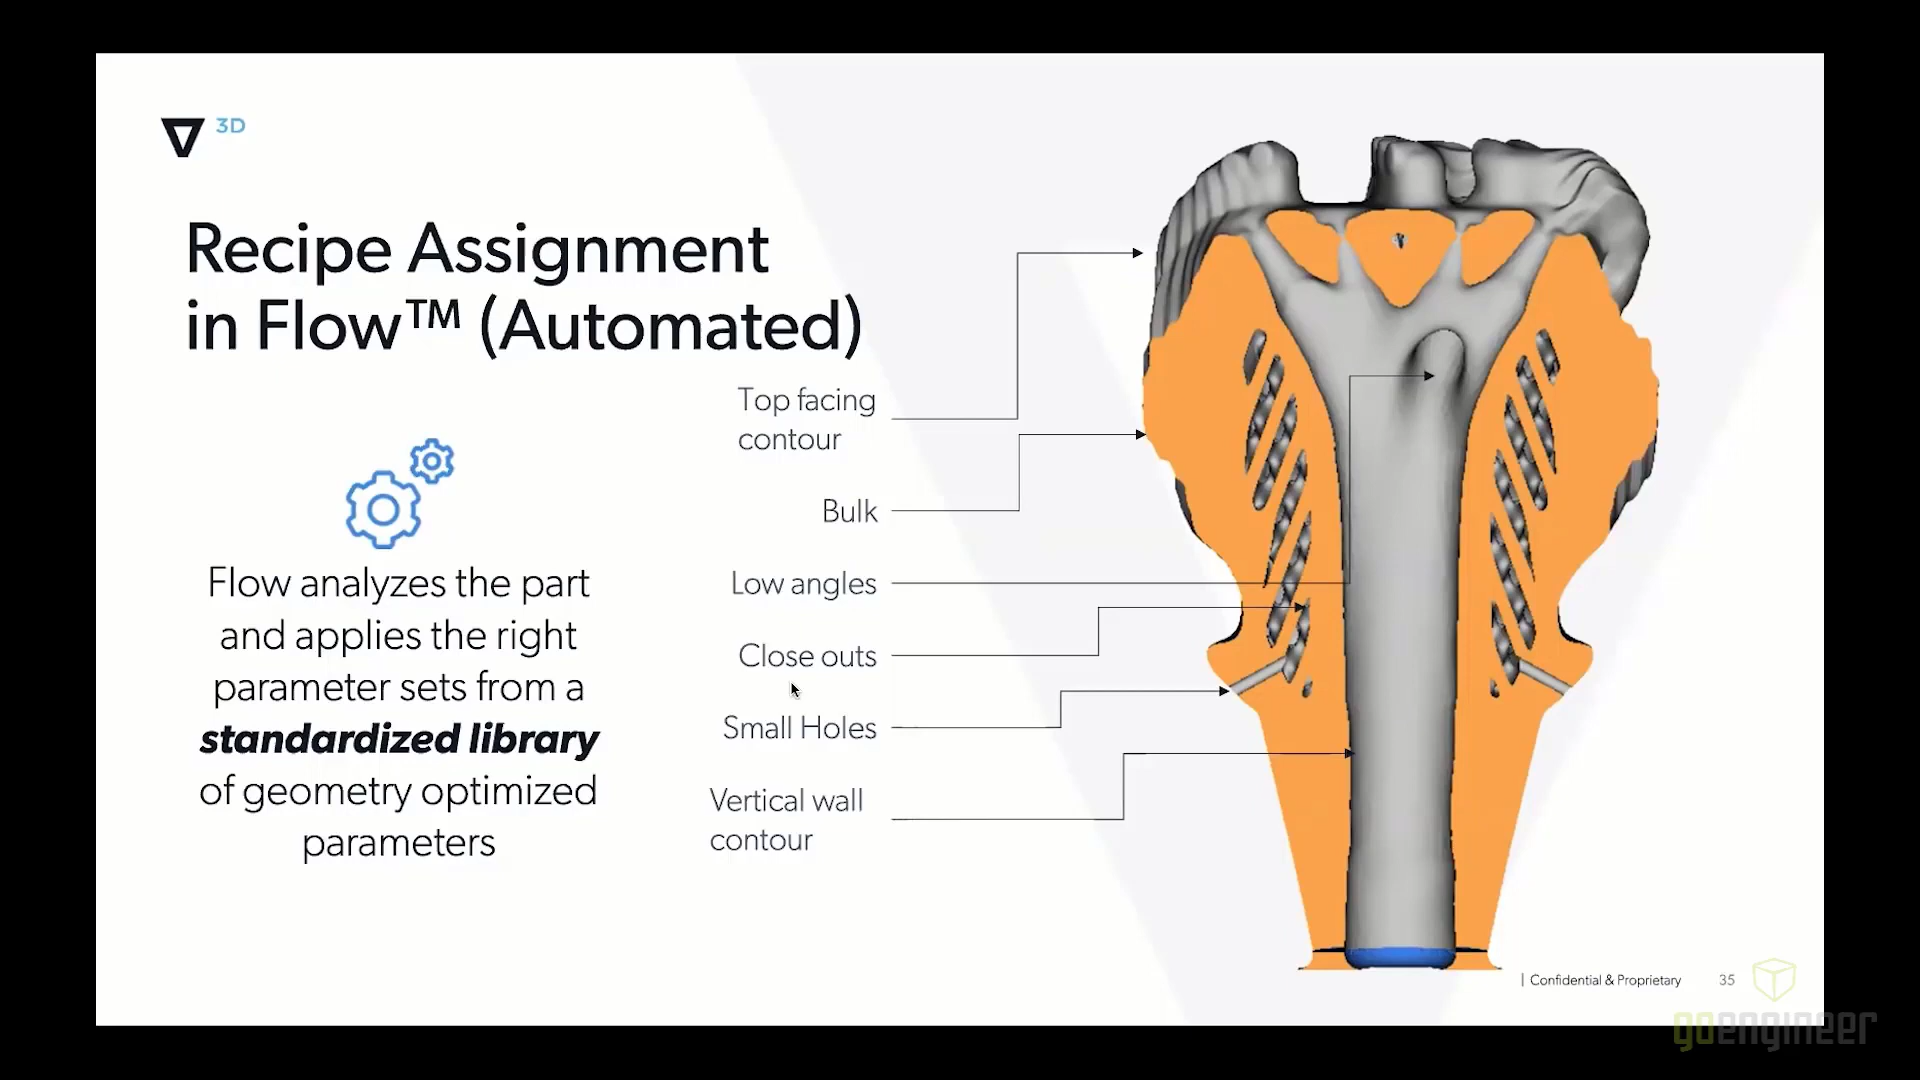 3D
Recipe Assignment
in Flow™ (Automated)
Flow analyzes the part
and applies the right
parameter sets from a
standardized library
of geometry optimized
parameters
Top facing
contour
Bulk
Low angles
Close outs
Small Holes
Vertical wall
contour
| Confidential & Proprietary
35
goengineer